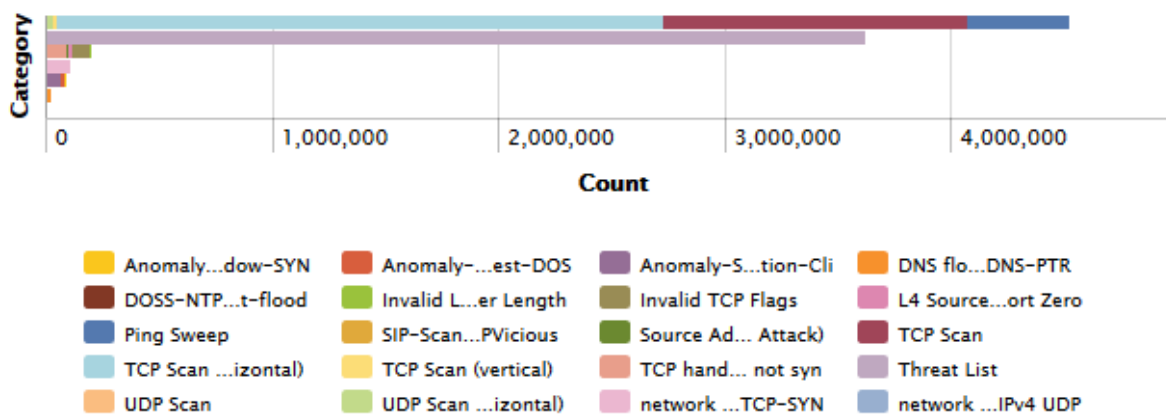 Category
0 1,000,000 2,000,000 3,000,000 4,000,000
Count
Anomaly...dow-SYN Anomaly-...est-DOS Anomaly-S...tion-Cli DNS flo...DNS-PTR
DOSS-NTP...t-flood Invalid L...er Length Invalid TCP Flags L4 Source...ort Zero
Ping Sweep SIP-Scan...PVicious Source Ad... Attack) TCP Scan
TCP Scan ...izontal) TCP Scan (vertical) TCP hand... not syn Threat List
UDP Scan UDP Scan ...izontal) network ...TCP-SYN network ...IPv4 UDP